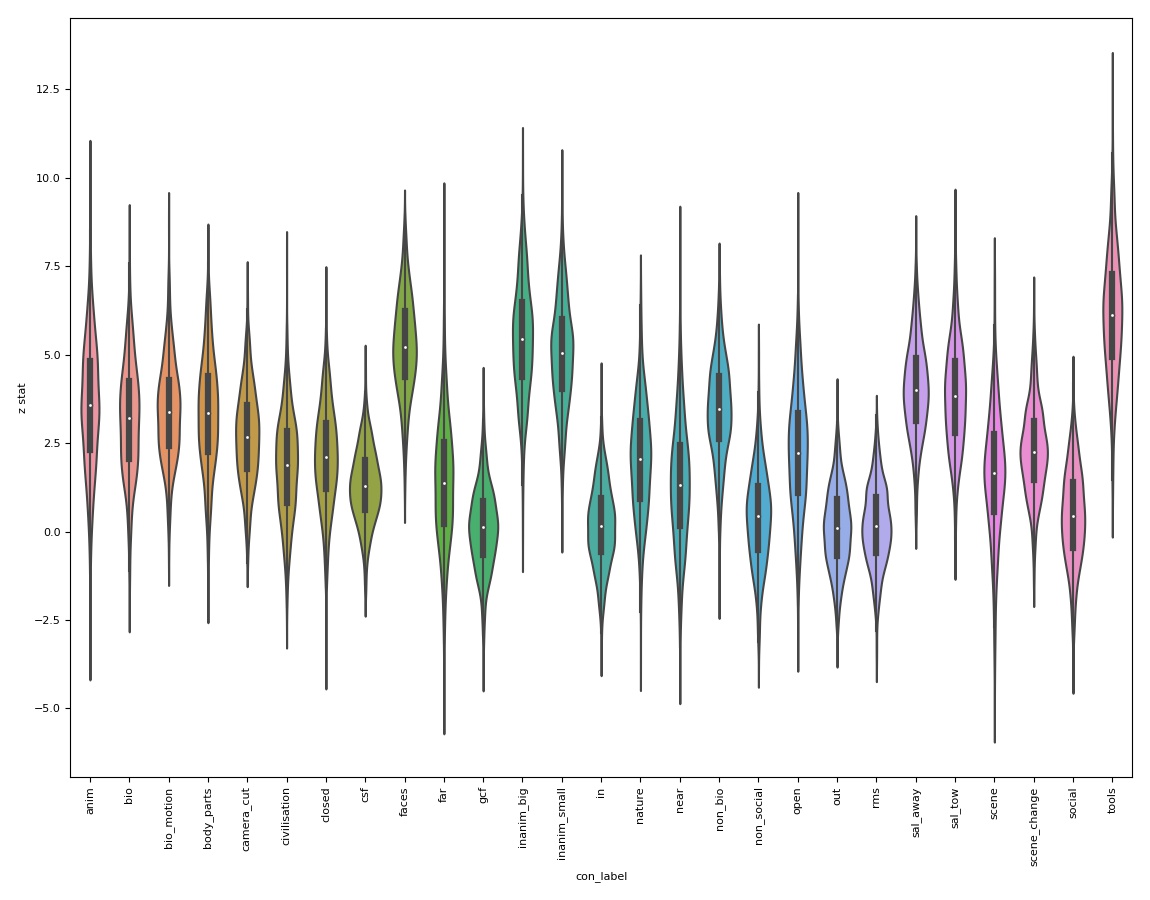 12.5
10.0
7.5
5.0
2.5
0.0
−2.5
−5.0
z stat
anim
bio
bio_motion
body_parts
camera_cut
civilisation
closed
csf
faces
far
gcf
inanim_big
inanim_small
in
nature
near
non_bio
non_social
open
out
rms
sal_away
sal_tow
scene
scene_change
social
tools
con_label